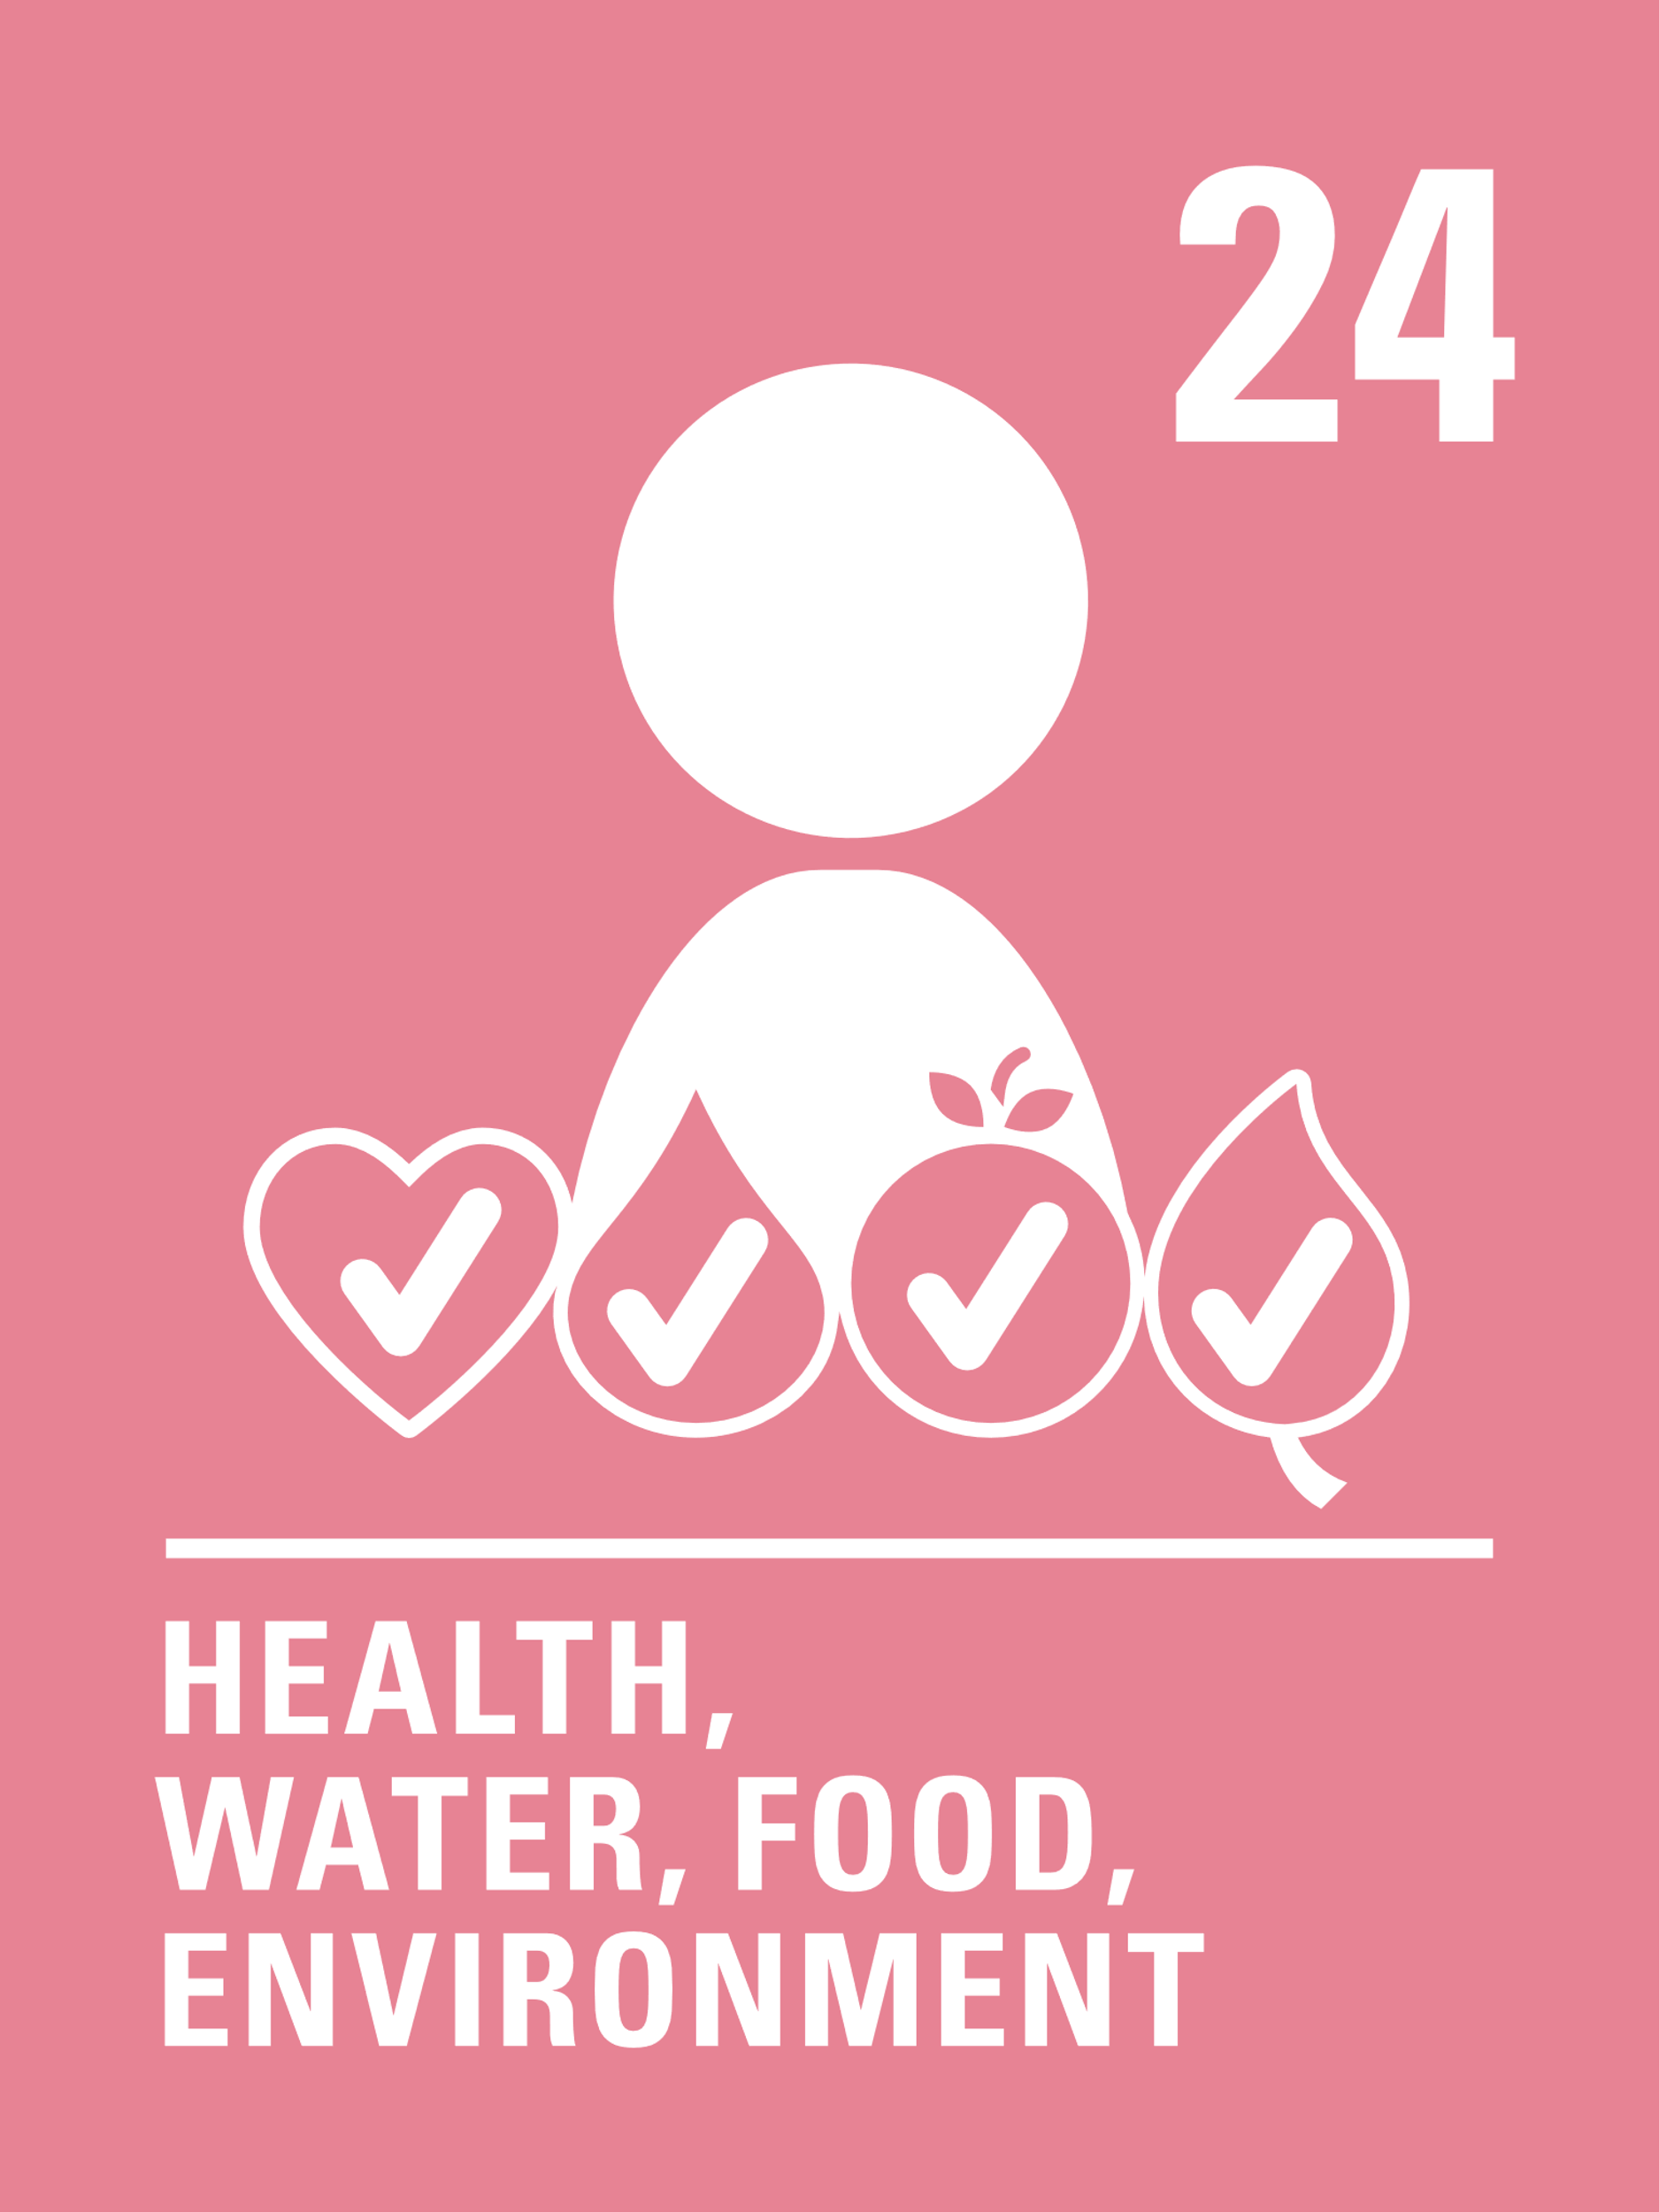 24
HEALTH,
WATER, FOOD,
ENVIRONMENT